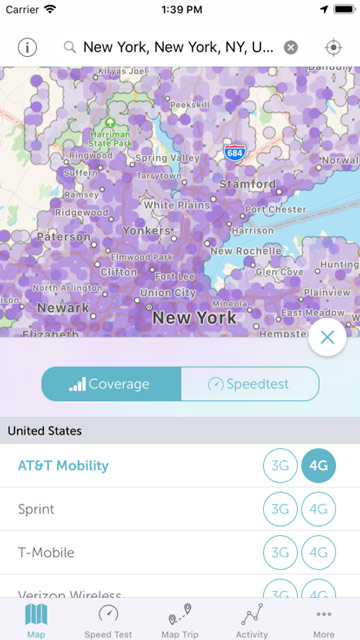 Carrier 1:39 PM
New York, New York, NY, U...
Kiryas Joel
Danbury
Peekskill
Harriman
State Park
684
Ringwood
Spring Valley
Norwal
Suffern
Tarrytown
Stamford
Ramsey
White Plains
Ridgewood
Port Chester
Yonkers
Harrison
Paterson
New Rochelle
Elmwood Park
Clifton
Fort Lee
Glen Cove
Hunting
North Arlington
Union City
Plainview
Newark
New York
Mineola
East Meadow
Elizabeth
Hempste
Coverage Speedtest
United States
AT&T Mobility 3G 4G
Sprint 3G 4G
T-Mobile 3G 4G
Verizon Wireless 3G 4G
Map Speed Test Map Trip Activity More